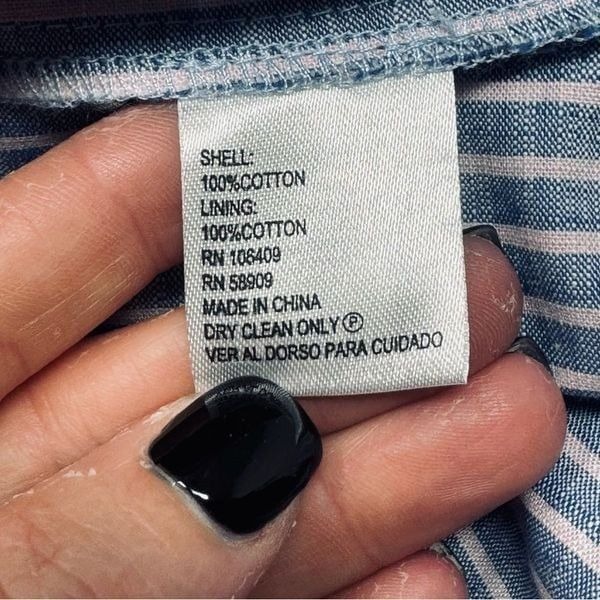 SHELL:
100%COTTON
LINING:
100%COTTON
RN 106409
RN 58909
MADE IN CHINA
DRY CLEAN ONLY Ⓟ
VER AL DORSO PARA CUIDADO